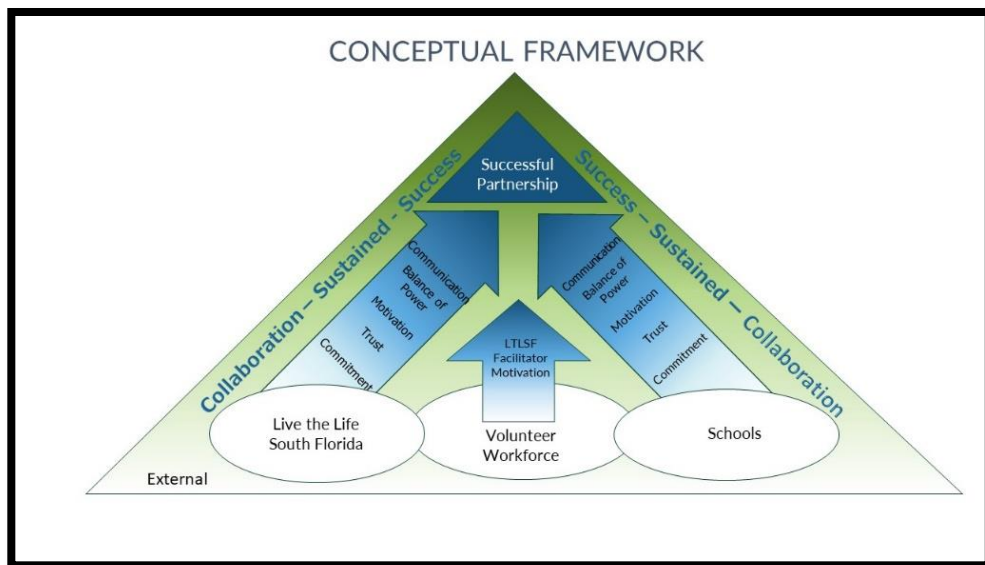 CONCEPTUAL FRAMEWORK
Successful
Partnership
Collaboration – Sustained - Success
Success – Sustained – Collaboration
Communication
Balance of
Power
Motivation
Trust
Commitment
Communication
Balance of
Power
Motivation
Trust
Commitment
LTLSF
Facilitator
Motivation
Live the Life
South Florida
Volunteer
Workforce
Schools
External